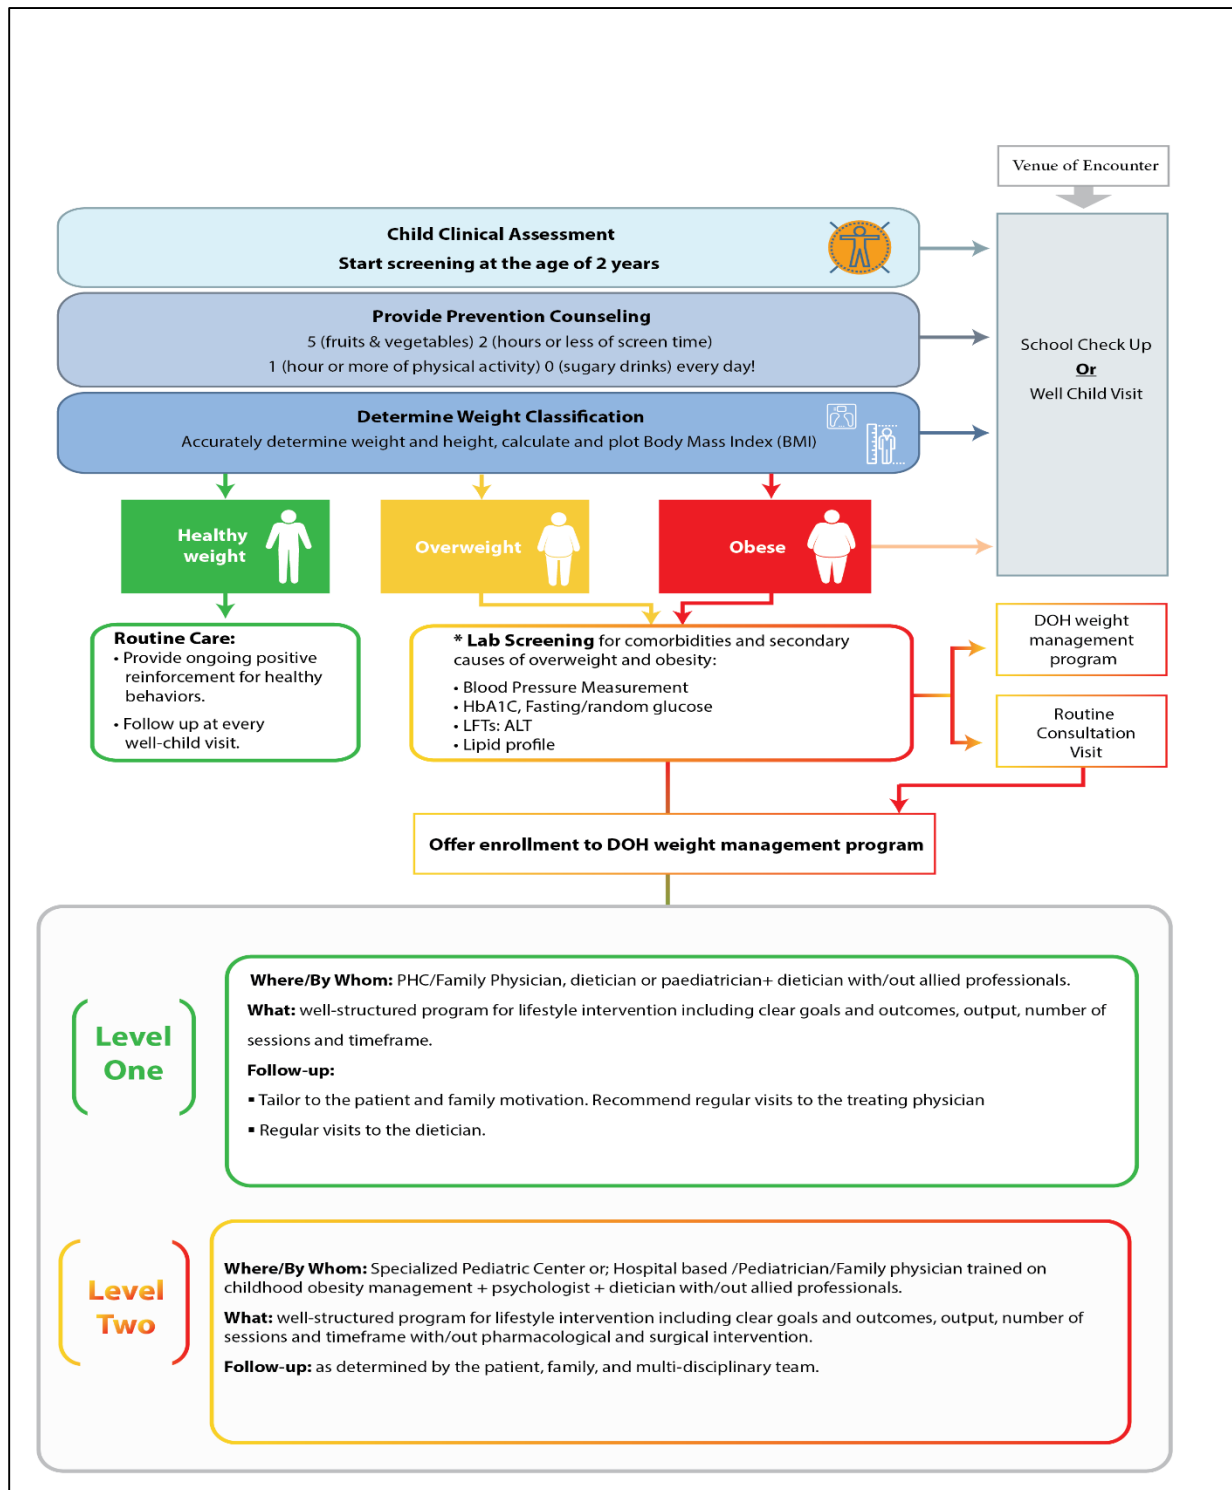 Venue of Encounter
Child Clinical Assessment
Start screening at the age of 2 years
Provide Prevention Counseling
5 (fruits & vegetables) 2 (hours or less of screen time)
1 (hour or more of physical activity) 0 (sugary drinks) every day!
Determine Weight Classification
Accurately determine weight and height, calculate and plot Body Mass Index (BMI)
School Check Up
Or
Well Child Visit
Healthy
weight
Overweight
Obese
Routine Care:
• Provide ongoing positive
reinforcement for healthy
behaviors.
• Follow up at every
well-child visit.
* Lab Screening for comorbidities and secondary
causes of overweight and obesity:
• Blood Pressure Measurement
• HbA1C, Fasting/random glucose
• LFTs: ALT
• Lipid profile
DOH weight
management
program
Routine
Consultation
Visit
Offer enrollment to DOH weight management program
Level
One
Where/By Whom: PHC/Family Physician, dietician or paediatrician+ dietician with/out allied professionals.
What: well-structured program for lifestyle intervention including clear goals and outcomes, output, number of
sessions and timeframe.
Follow-up:
▪ Tailor to the patient and family motivation. Recommend regular visits to the treating physician
▪ Regular visits to the dietician.
Level
Two
Where/By Whom: Specialized Pediatric Center or; Hospital based /Pediatrician/Family physician trained on
childhood obesity management + psychologist + dietician with/out allied professionals.
What: well-structured program for lifestyle intervention including clear goals and outcomes, output, number of
sessions and timeframe with/out pharmacological and surgical intervention.
Follow-up: as determined by the patient, family, and multi-disciplinary team.